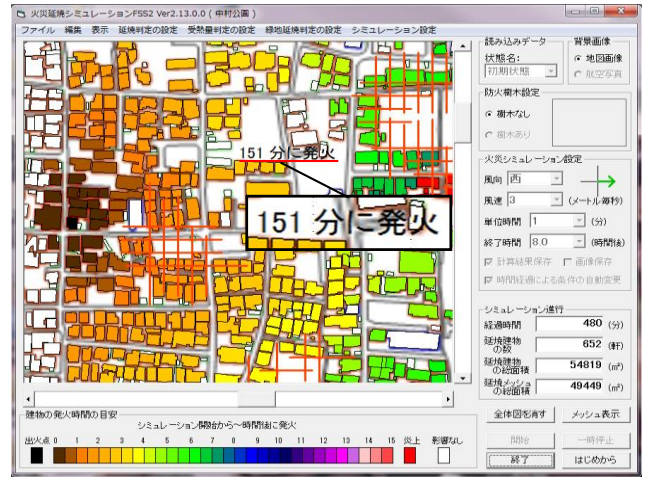 火災延焼シミュレーションFSS2 Ver2.13.0.0 ( 中村公園 )
ファイル 編集 表示 延焼判定の設定 受熱量判定の設定 緑地延焼判定の設定 シミュレーション設定
151 分に発火
151 分に発火
読み込みデータ
状態名:
初期状態
背景画像
地図画像
航空写真
防火樹木設定
樹木なし
樹木あり
火災シミュレーション設定
風向 西
風速 3 (メートル毎秒)
単位時間 1 (分)
終了時間 8.0 (時間後)
計算結果保存 画像保存
時間経過による条件の自動変更
シミュレーション進行
経過時間 480 (分)
延焼建物の数 652 (軒)
延焼建物の総面積 54819 (㎡)
延焼メッシュの総面積 49449 (㎡)
全体図を消す メッシュ表示
開始 一時停止
終了 はじめから
建物の発火時間の目安
シミュレーション開始から～時間後に発火
出火点 0 1 2 3 4 5 6 7 8 9 10 11 12 13 14 15 炎上 影響なし